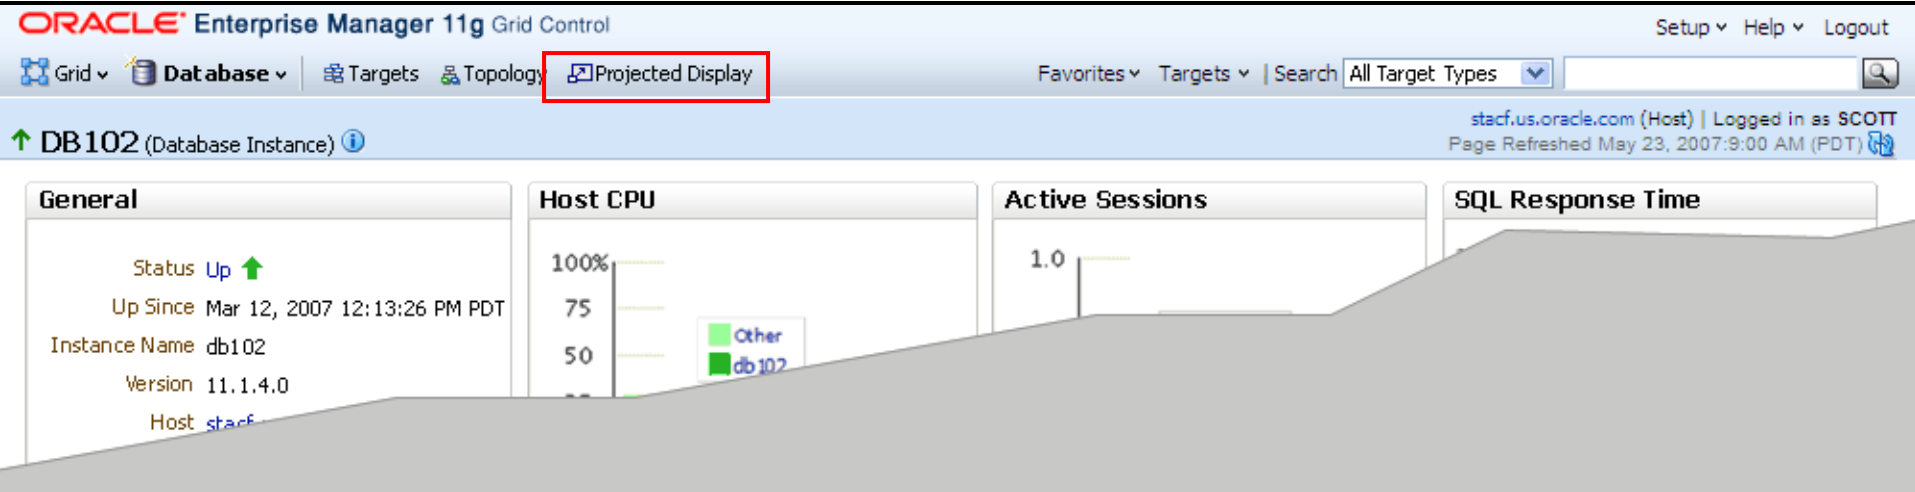 ORACLE Enterprise Manager 11g Grid Control
Setup Help Logout
Grid Database Targets Topology Projected Display
Favorites Targets | Search All Target Types
DB102 (Database Instance)
stacf.us.oracle.com (Host) | Logged in as SCOTT
Page Refreshed May 23, 2007:9:00 AM (PDT)
General
Status Up
Up Since Mar 12, 2007 12:13:26 PM PDT
Instance Name db102
Version 11.1.4.0
Host stacf
Host CPU
100%
75
50
Other
db102
Active Sessions
1.0
SQL Response Time